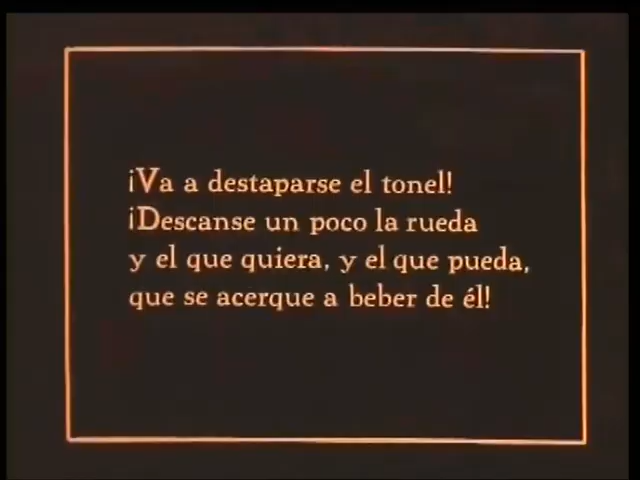 ¡Va a destaparse el tonel!
¡Descanse un poco la rueda
y el que quiera, y el que pueda,
que se acerque a beber de él!